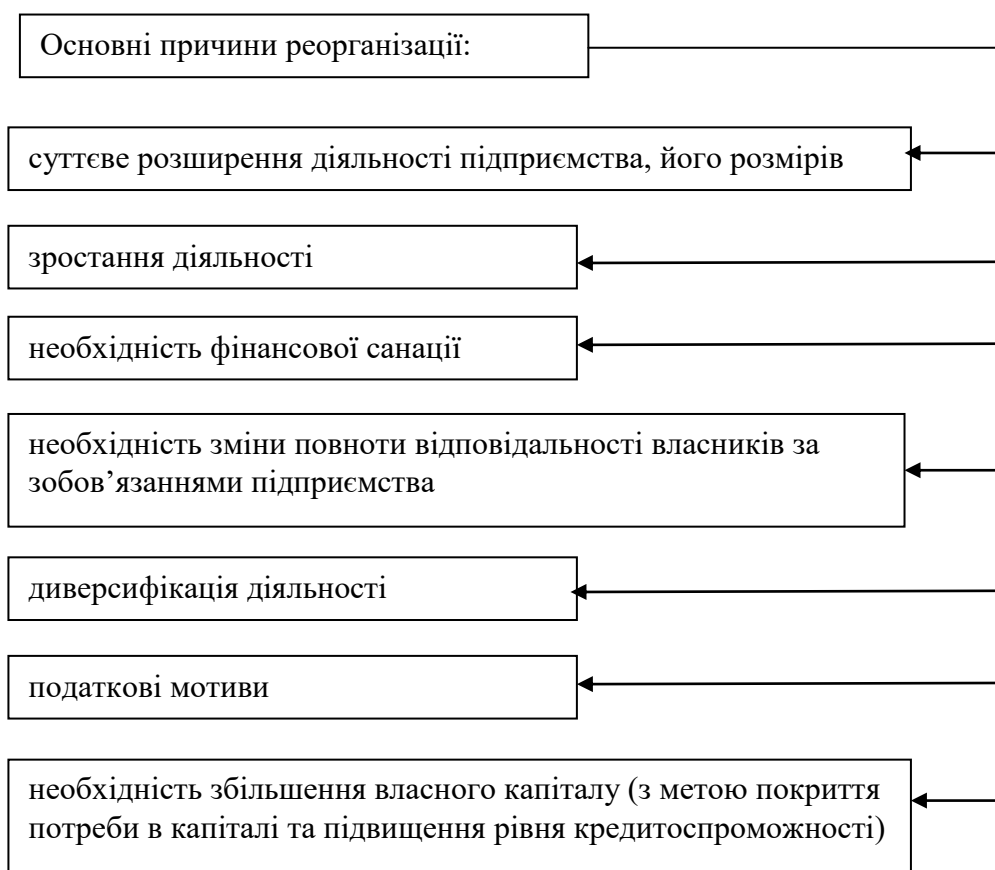 Основні причини реорганізації:
суттєве розширення діяльності підприємства, його розмірів
зростання діяльності
необхідність фінансової санації
необхідність зміни повноти відповідальності власників за
зобов’язаннями підприємства
диверсифікація діяльності
податкові мотиви
необхідність збільшення власного капіталу (з метою покриття
потреби в капіталі та підвищення рівня кредитоспроможності)